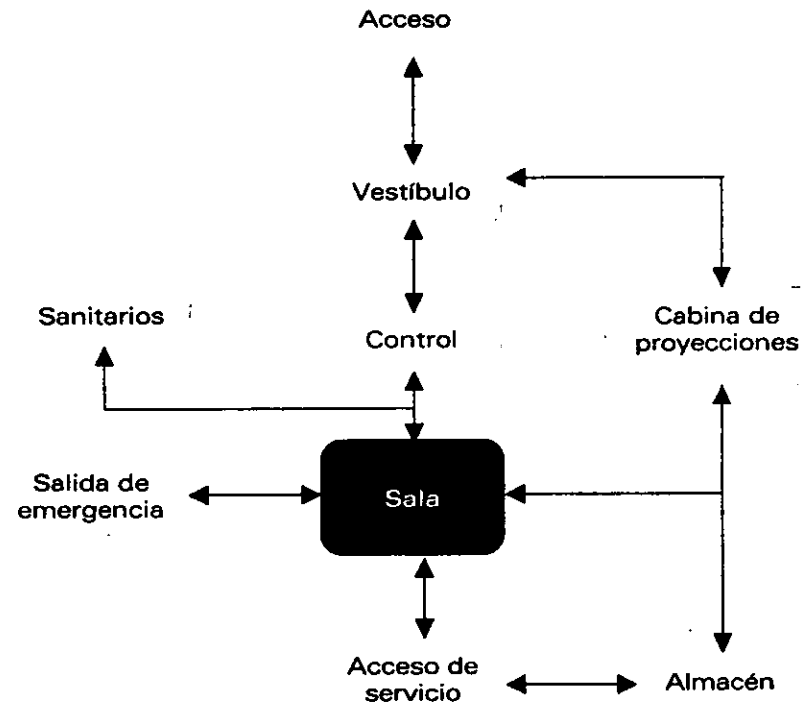 Acceso
Vestíbulo
Sanitarios
Control
Cabina de
proyecciones
Salida de
emergencia
Sala
Acceso de
servicio
Almacén